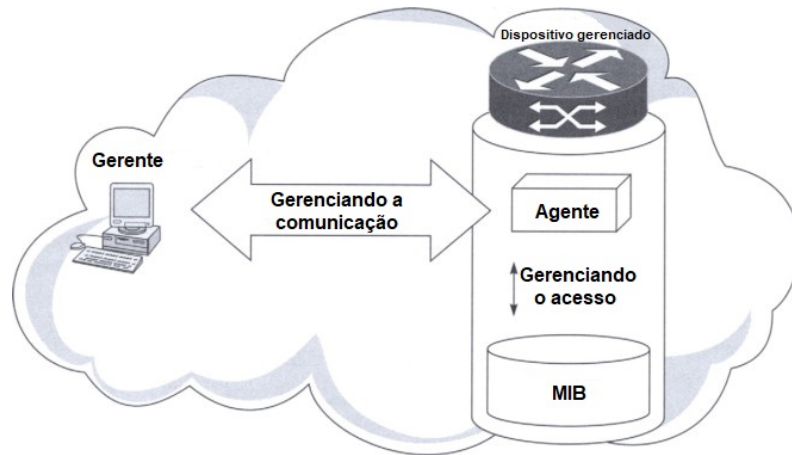 Dispositivo gerenciado
Gerente
Gerenciando a
comunicação
Agente
Gerenciando
o acesso
MIB